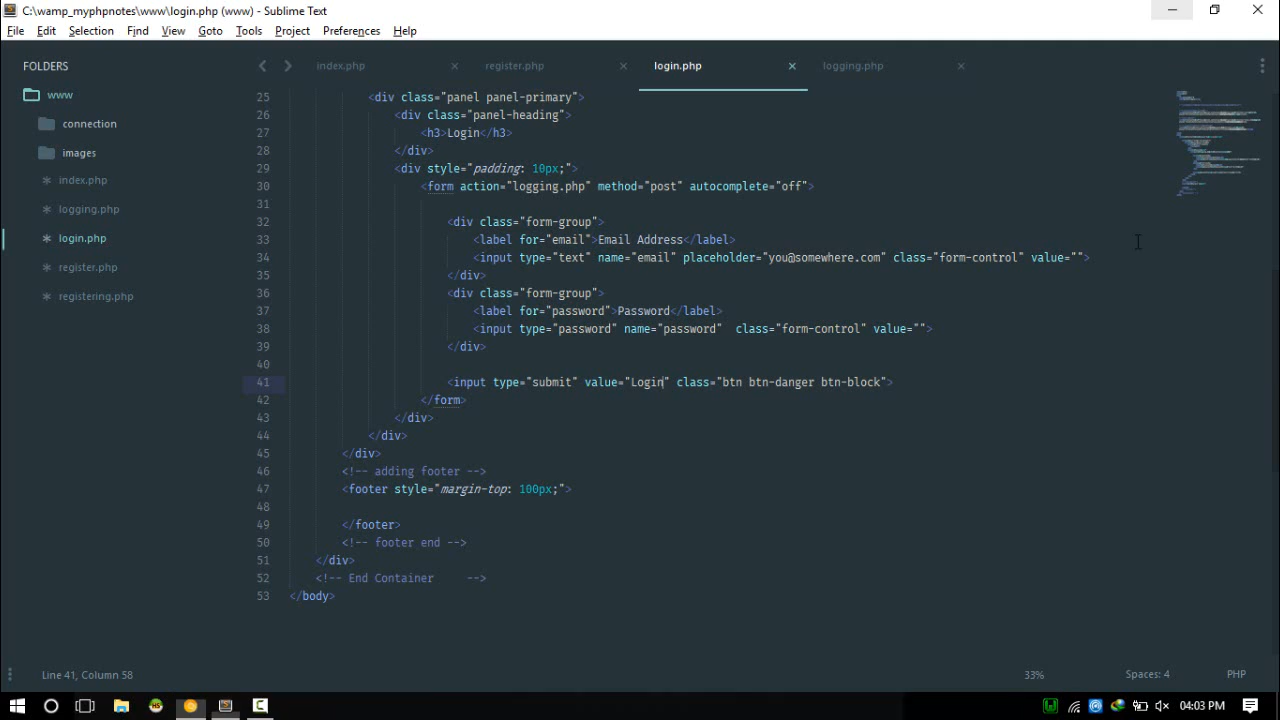 C:\wamp_myphpnotes\www\login.php (www) - Sublime Text
File Edit Selection Find View Goto Tools Project Preferences Help
FOLDERS
www
connection
images
index.php
logging.php
login.php
register.php
registering.php
index.php × register.php × login.php × logging.php ×
25 <div class="panel panel-primary">
26 <div class="panel-heading">
27 <h3>Login</h3>
28 </div>
29 <div style="padding: 10px;">
30 <form action="logging.php" method="post" autocomplete="off">
31
32 <div class="form-group">
33 <label for="email">Email Address</label>
34 <input type="text" name="email" placeholder="you@somewhere.com" class="form-control" value="">
35 </div>
36 <div class="form-group">
37 <label for="password">Password</label>
38 <input type="password" name="password"  class="form-control" value="">
39 </div>
40
41 <input type="submit" value="Login" class="btn btn-danger btn-block">
42 </form>
43 </div>
44 </div>
45 </div>
46 <!-- adding footer -->
47 <footer style="margin-top: 100px;">
48
49 </footer>
50 <!-- footer end -->
51 </div>
52 <!-- End Container     -->
53 </body>
Line 41, Column 58
33% Spaces: 4 PHP
04:03 PM